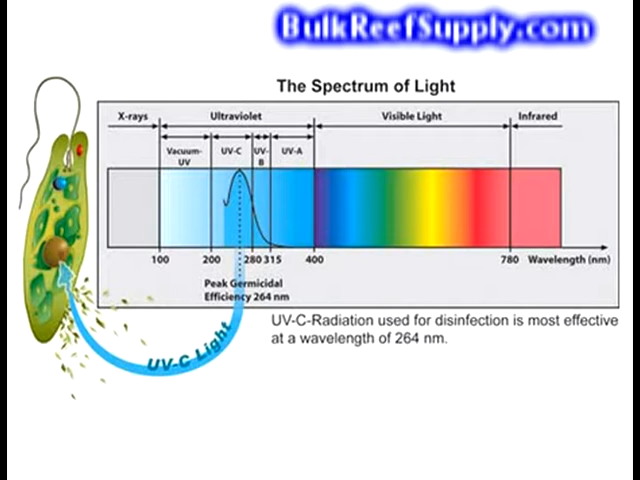 BulkReefSupply.com
The Spectrum of Light
X-rays Ultraviolet Visible Light Infrared
Vacuum-UV UV-C UV-B UV-A
100 200 280 315 400 780 Wavelength (nm)
Peak Germicidal
Efficiency 264 nm
UV-C Light
UV-C-Radiation used for disinfection is most effective
at a wavelength of 264 nm.